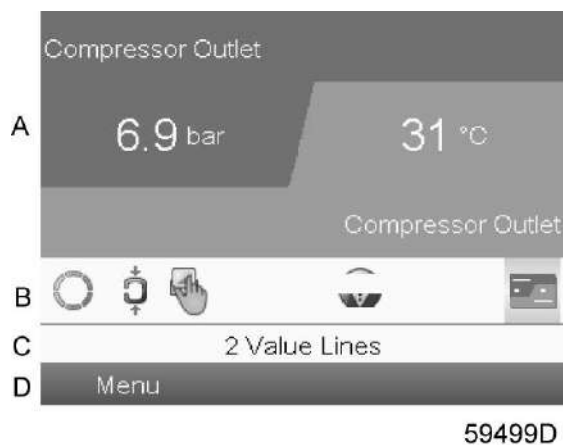 Compressor Outlet
A
6.9 bar
31 °C
Compressor Outlet
B
C
2 Value Lines
D
Menu
59499D